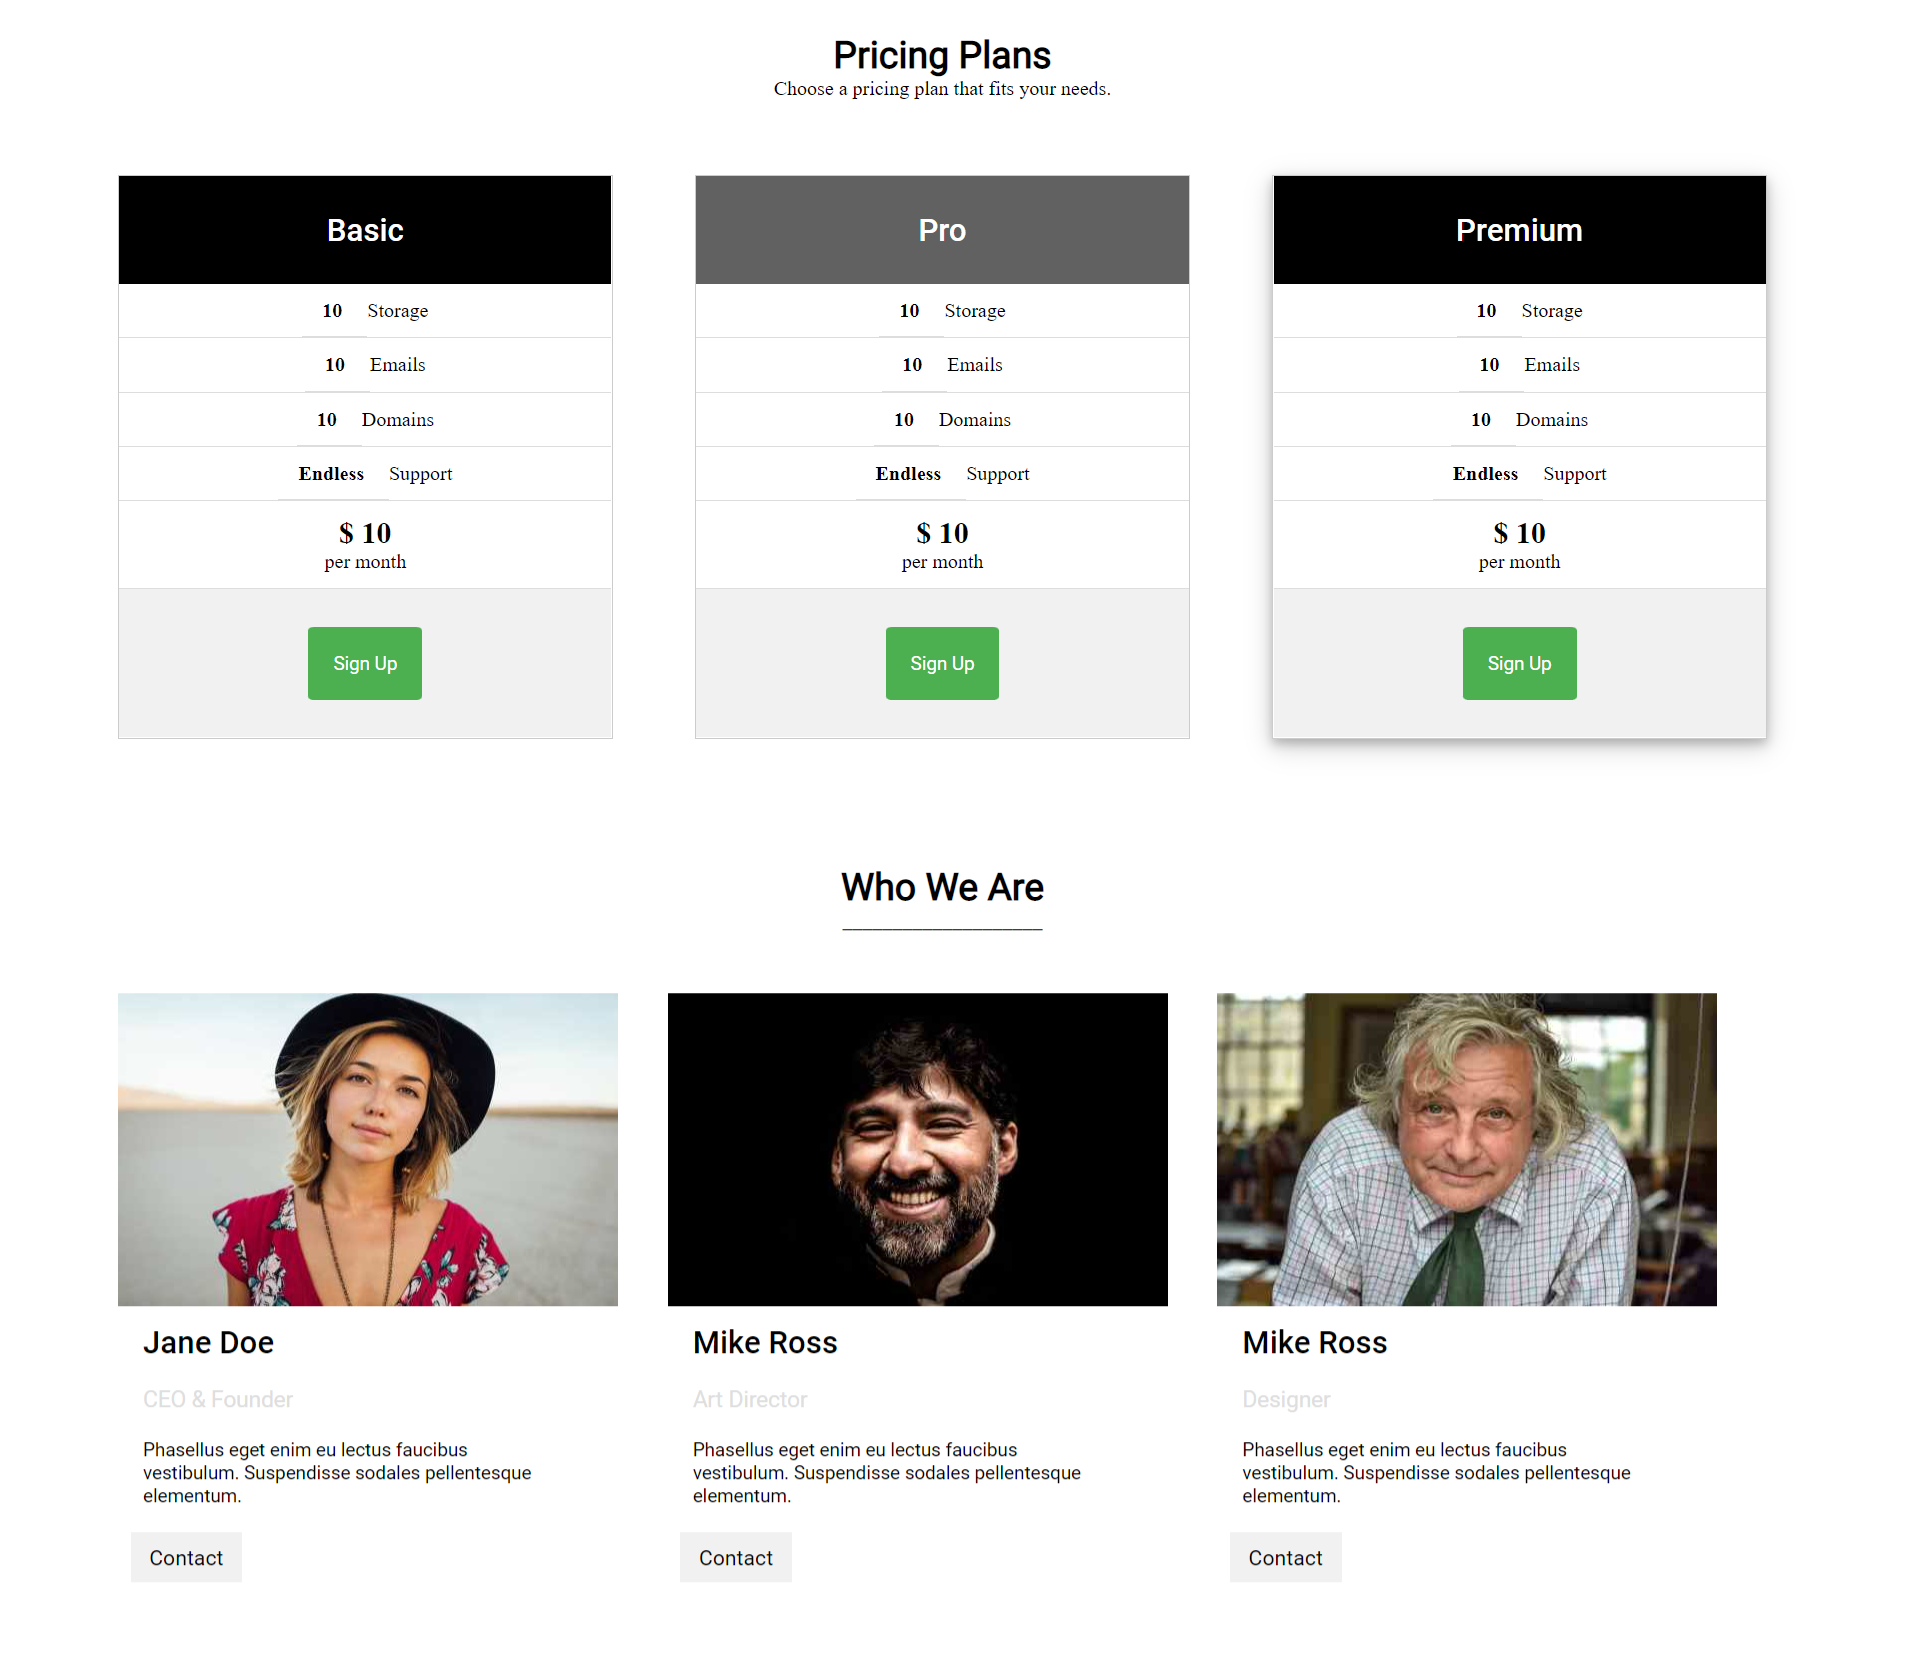 Pricing Plans
Choose a pricing plan that fits your needs.
Basic
10 Storage
10 Emails
10 Domains
Endless Support
$ 10
per month
Sign Up
Pro
10 Storage
10 Emails
10 Domains
Endless Support
$ 10
per month
Sign Up
Premium
10 Storage
10 Emails
10 Domains
Endless Support
$ 10
per month
Sign Up
Who We Are
Jane Doe
CEO & Founder
Phasellus eget enim eu lectus faucibus
vestibulum. Suspendisse sodales pellentesque
elementum.
Contact
Mike Ross
Art Director
Phasellus eget enim eu lectus faucibus
vestibulum. Suspendisse sodales pellentesque
elementum.
Contact
Mike Ross
Designer
Phasellus eget enim eu lectus faucibus
vestibulum. Suspendisse sodales pellentesque
elementum.
Contact